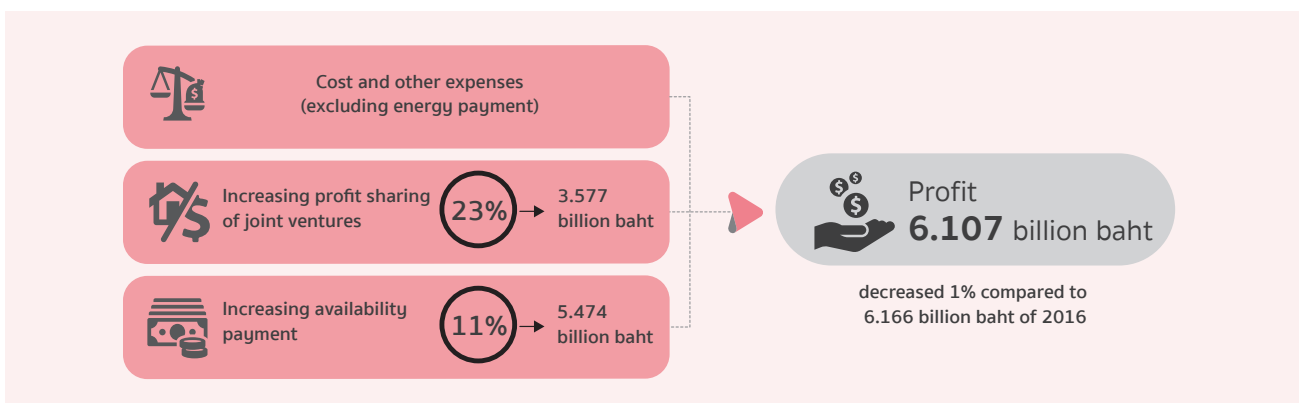 Cost and other expenses
(excluding energy payment)
Increasing profit sharing
of joint ventures
23%
3.577
billion baht
Increasing availability
payment
11%
5.474
billion baht
Profit
6.107 billion baht
decreased 1% compared to
6.166 billion baht of 2016